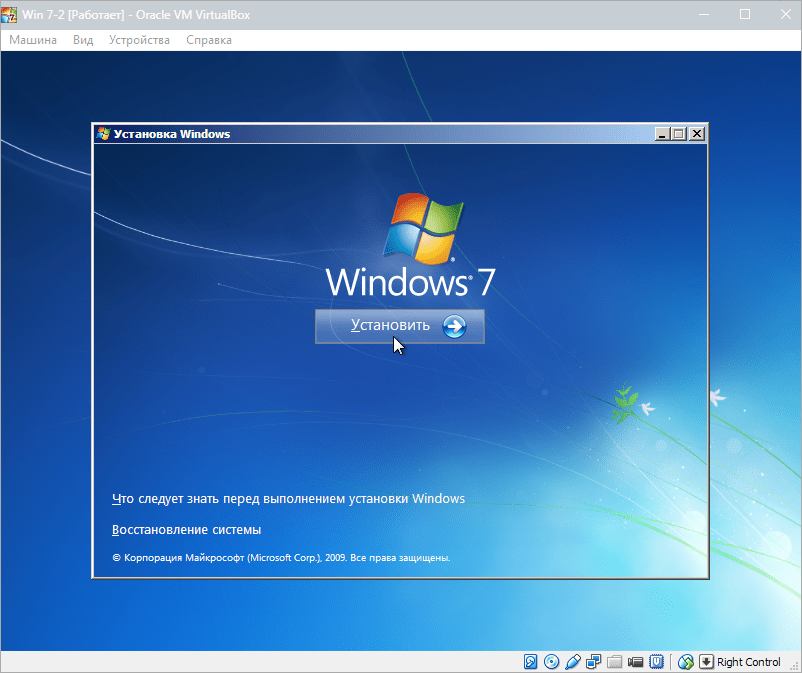 Win 7-2 [Работает] - Oracle VM VirtualBox
Машина Вид Устройства Справка
Установка Windows
Windows® 7
Установить
Что следует знать перед выполнением установки Windows
Восстановление системы
© Корпорация Майкрософт (Microsoft Corp.), 2009. Все права защищены.
Right Control